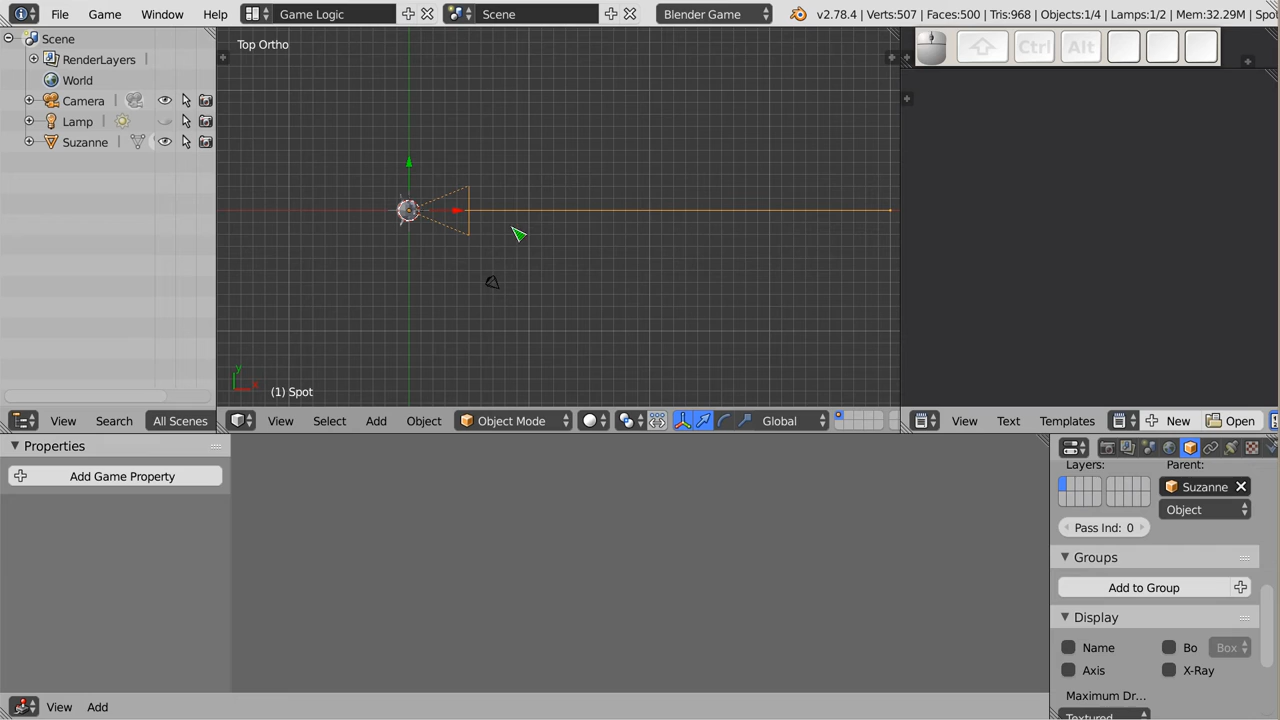 File Game Window Help Game Logic Scene Blender Game v2.78.4 | Verts:507 | Faces:500 | Tris:968 | Objects:1/4 | Lamps:1/2 | Mem:32.29M | Spo
Scene
RenderLayers
World
Camera
Lamp
Suzanne
Top Ortho
Ctrl Alt
y
x
(1) Spot
View Search All Scenes
View Select Add Object Object Mode Global
View Text Templates New Open
Properties
Add Game Property
Layers: Parent:
Suzanne
Object
Pass Ind: 0
Groups
Add to Group
Display
Name Bo Box
Axis X-Ray
Maximum Dr...
Textured
View Add